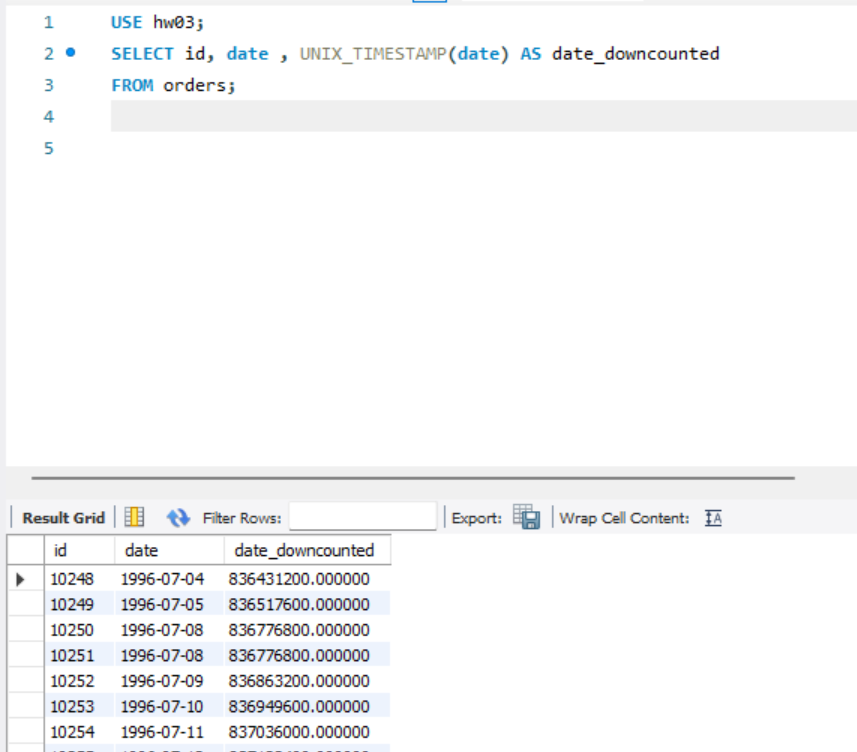 1 USE hw03;
2 SELECT id, date , UNIX_TIMESTAMP(date) AS date_downcounted
3 FROM orders;
4
5
Result Grid Filter Rows: Export: Wrap Cell Content: IA
id date date_downcounted
10248 1996-07-04 836431200.000000
10249 1996-07-05 836517600.000000
10250 1996-07-08 836776800.000000
10251 1996-07-08 836776800.000000
10252 1996-07-09 836863200.000000
10253 1996-07-10 836949600.000000
10254 1996-07-11 837036000.000000